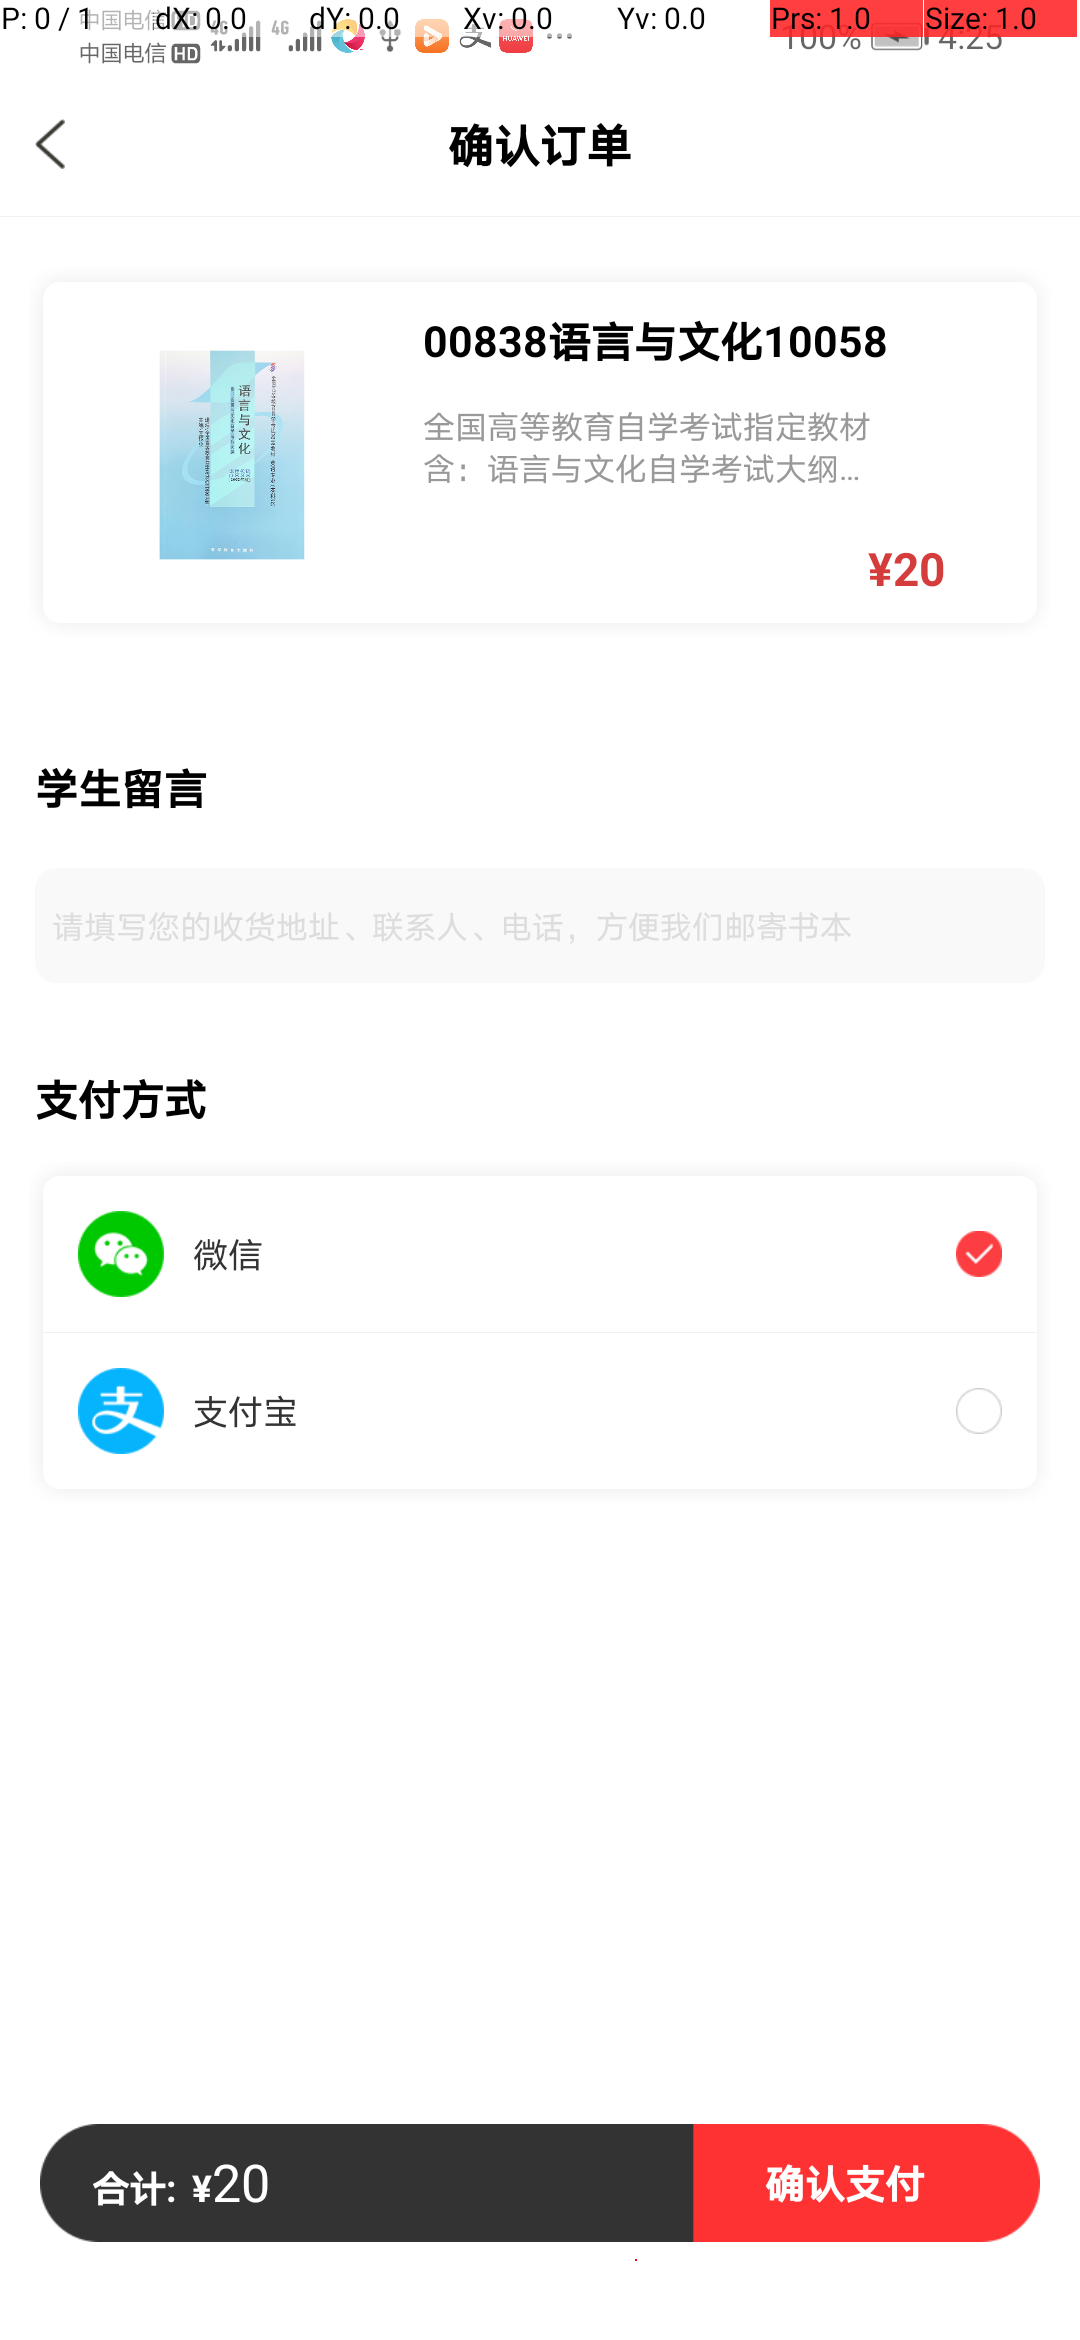 P: 0 / 1 dX: 0.0 dY: 0.0 Xv: 0.0 Yv: 0.0 Prs: 1.0 Size: 1.0
中国电信 HD 4G 4G HUAWEI ... 100% 4:25
中国电信 HD
确认订单
00838语言与文化10058
语言与文化
全国高等教育自学考试指定教材
含：语言与文化自学考试大纲...
¥20
学生留言
请填写您的收货地址、联系人、电话，方便我们邮寄书本
支付方式
微信
支付宝
合计: ¥20
确认支付